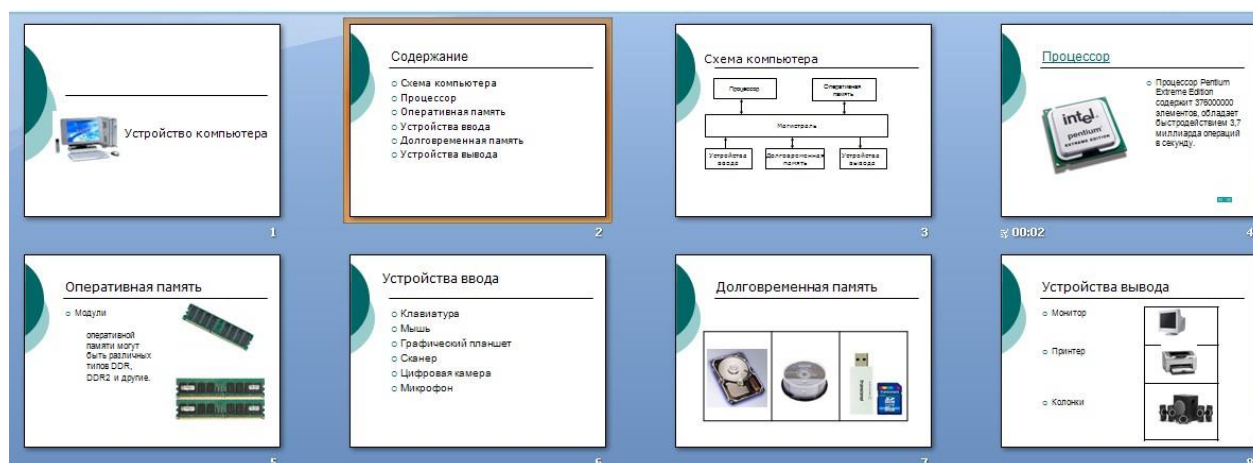 Устройство компьютера
1
Содержание
Схема компьютера
Процессор
Оперативная память
Устройства ввода
Долговременная память
Устройства вывода
2
Схема компьютера
Процессор
Оперативная
память
Магистраль
Устройства
ввода
Долговременная
память
Устройства
вывода
3
Процессор
intel
pentium
EXTREME EDITION
Процессор Pentium
Extreme Edition
содержит 376000000
элементов, обладает
быстродействием 3,7
миллиарда операций
в секунду.
00:02
4
Оперативная память
Модули
оперативной
памяти могут
быть различных
типов DDR,
DDR2 и другие.
5
Устройства ввода
Клавиатура
Мышь
Графический планшет
Сканер
Цифровая камера
Микрофон
6
Долговременная память
Transcend
7
Устройства вывода
Монитор
Принтер
Колонки
8